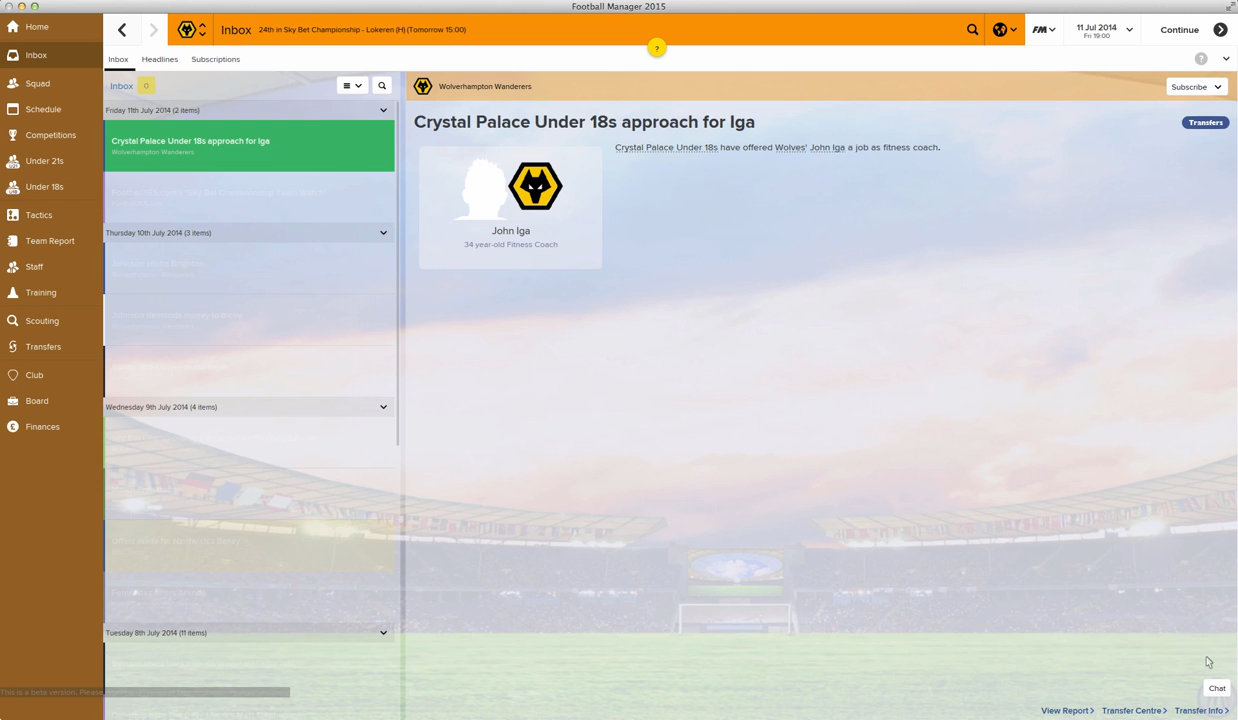 Football Manager 2015
Home
Inbox
24th in Sky Bet Championship - Lokeren (H) (Tomorrow 15:00)
FM
11 Jul 2014
Fri 19:00
Continue
?
Inbox
Inbox
Headlines
Subscriptions
?
Squad
Schedule
Competitions
Under 21s
Under 18s
Tactics
Team Report
Staff
Training
Scouting
Transfers
Club
Board
Finances
Inbox 0
Friday 11th July 2014 (2 items)
Crystal Palace Under 18s approach for Iga
Wolverhampton Wanderers
Thursday 10th July 2014 (3 items)
Wednesday 9th July 2014 (4 items)
Tuesday 8th July 2014 (11 items)
This is a beta version. Please
Wolverhampton Wanderers
Subscribe
Crystal Palace Under 18s approach for Iga
Transfers
Crystal Palace Under 18s have offered Wolves' John Iga a job as fitness coach.
John Iga
34 year-old Fitness Coach
Chat
View Report
Transfer Centre
Transfer Info